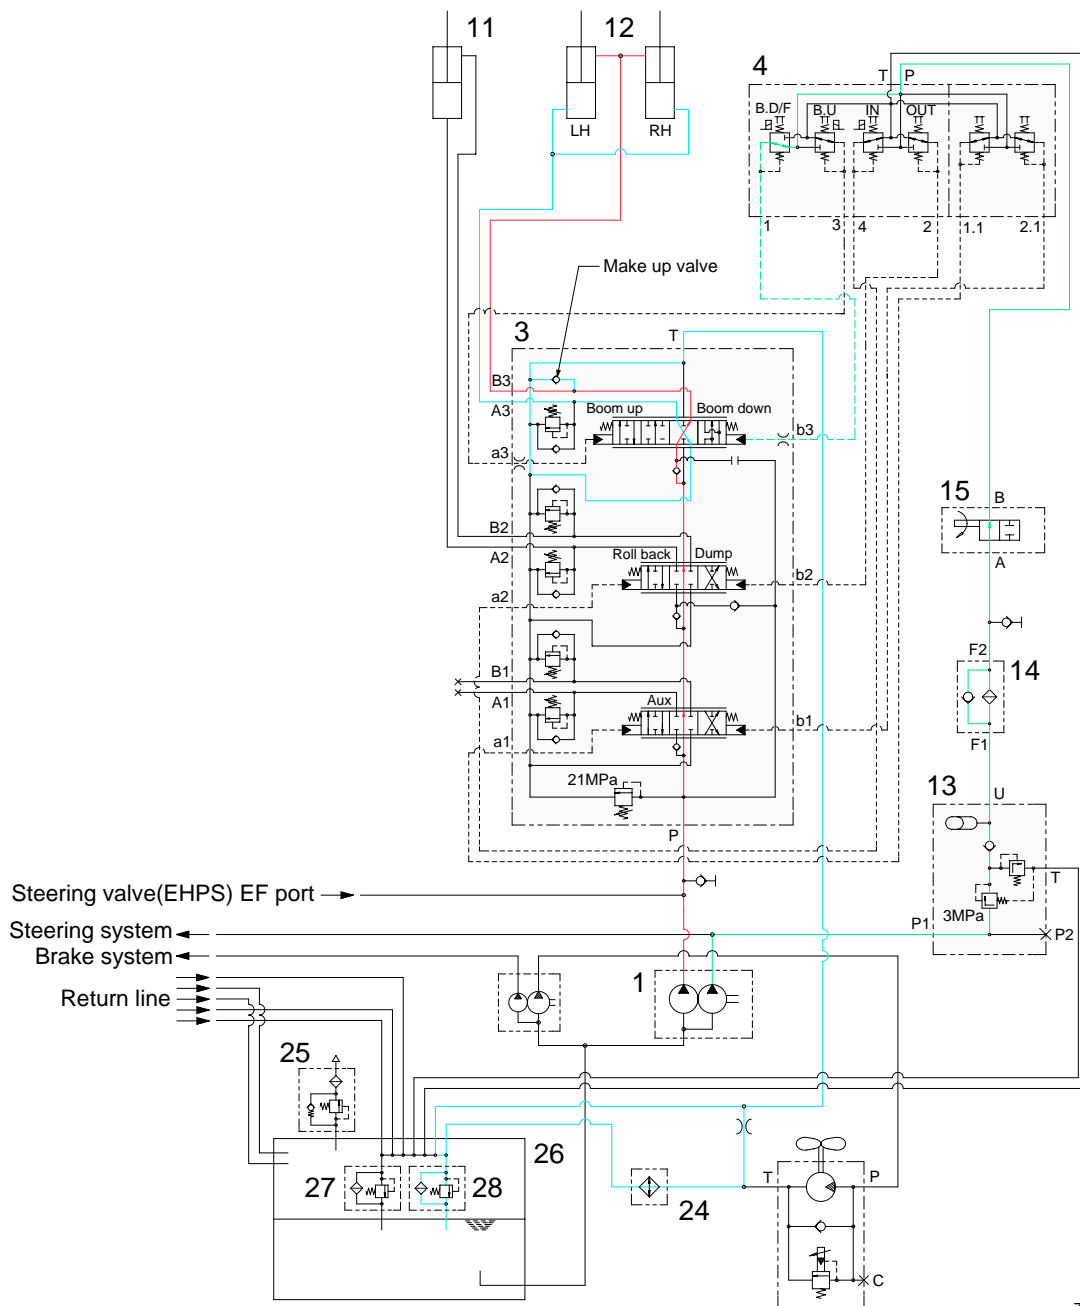 11
12
4
T P
B.D/F B.U IN OUT
LH RH
1 3 4 2 1.1 2.1
Make up valve
3
T
B3
A3
Boom up Boom down
b3
a3
15
B
A
B2
A2
Roll back Dump
b2
a2
F2
14
F1
B1
A1
Aux
b1
a1
21MPa
13
U
P
T
3MPa
P1
P2
Steering valve(EHPS) EF port
Steering system
Brake system
1
Return line
25
26
27
28
24
T P
C